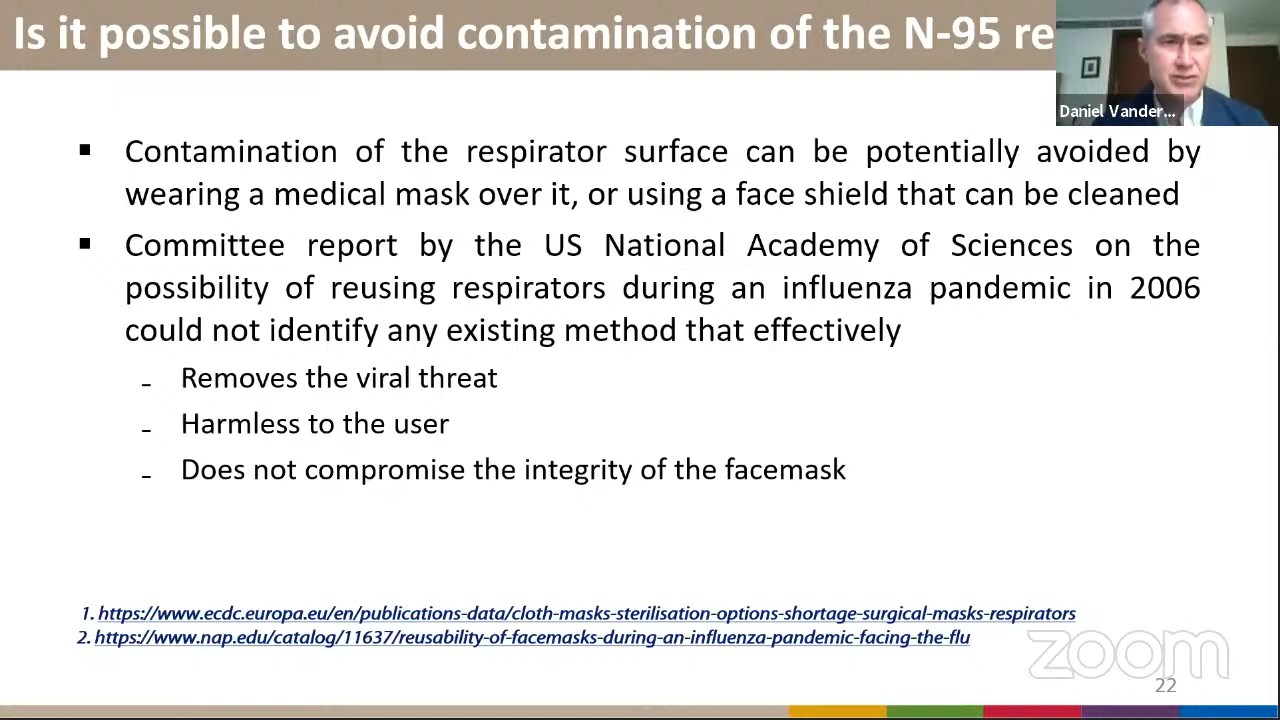 Is it possible to avoid contamination of the N-95 re
Daniel Vander...
▪ Contamination of the respirator surface can be potentially avoided by
wearing a medical mask over it, or using a face shield that can be cleaned
▪ Committee report by the US National Academy of Sciences on the
possibility of reusing respirators during an influenza pandemic in 2006
could not identify any existing method that effectively
– Removes the viral threat
– Harmless to the user
– Does not compromise the integrity of the facemask
1. https://www.ecdc.europa.eu/en/publications-data/cloth-masks-sterilisation-options-shortage-surgical-masks-respirators
2. https://www.nap.edu/catalog/11637/reusability-of-facemasks-during-an-influenza-pandemic-facing-the-flu
zoom
22